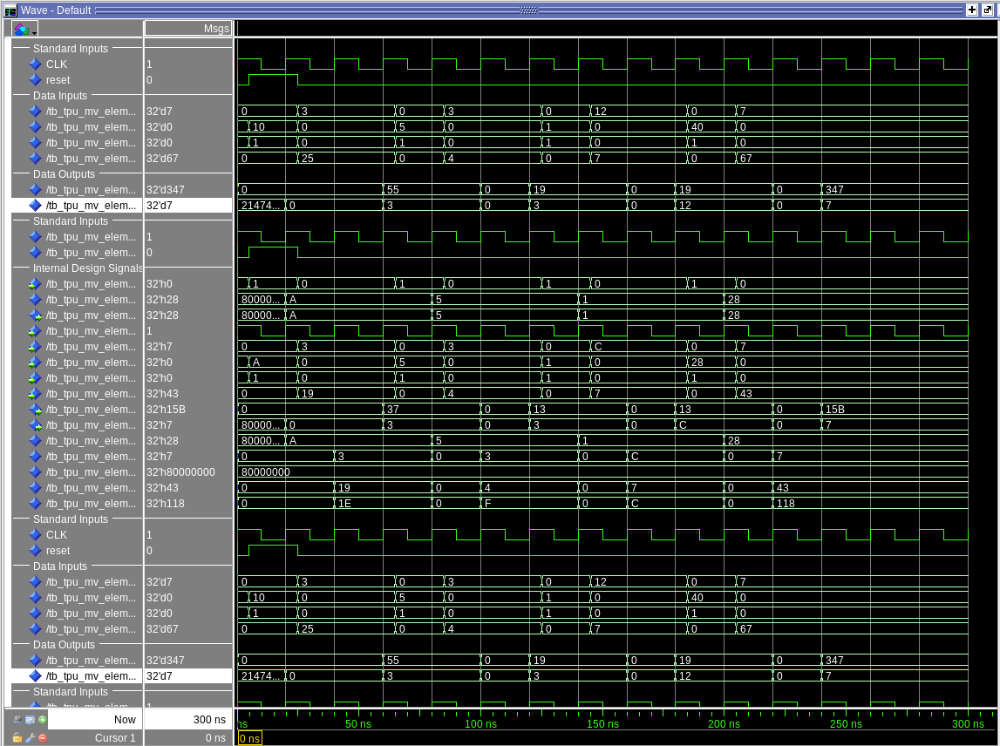 Wave - Default
Msgs
Standard Inputs
CLK 1
reset 0
Data Inputs
/tb_tpu_mv_elem... 32'd7 0 3 0 3 0 12 0 7
/tb_tpu_mv_elem... 32'd0 10 0 5 0 1 0 40 0
/tb_tpu_mv_elem... 32'd0 1 0 1 0 1 0 1 0
/tb_tpu_mv_elem... 32'd67 0 25 0 4 0 7 0 67
Data Outputs
/tb_tpu_mv_elem... 32'd347 0 55 0 19 0 19 0 347
/tb_tpu_mv_elem... 32'd7 21474... 0 3 0 3 0 12 0 7
Standard Inputs
/tb_tpu_mv_elem... 1
/tb_tpu_mv_elem... 0
Internal Design Signals
/tb_tpu_mv_elem... 32'h0 1 0 1 0 1 0 1 0
/tb_tpu_mv_elem... 32'h28 80000... A 5 1 28
/tb_tpu_mv_elem... 32'h28 80000... A 5 1 28
/tb_tpu_mv_elem... 1
/tb_tpu_mv_elem... 32'h7 0 3 0 3 0 C 0 7
/tb_tpu_mv_elem... 32'h0 A 0 5 0 1 0 28 0
/tb_tpu_mv_elem... 32'h0 1 0 1 0 1 0 1 0
/tb_tpu_mv_elem... 32'h43 0 19 0 4 0 7 0 43
/tb_tpu_mv_elem... 32'h15B 0 37 0 13 0 13 0 15B
/tb_tpu_mv_elem... 32'h7 80000... 0 3 0 3 0 C 0 7
/tb_tpu_mv_elem... 32'h28 80000... A 5 1 28
/tb_tpu_mv_elem... 32'h7 0 3 0 3 0 C 0 7
/tb_tpu_mv_elem... 32'h80000000 80000000
/tb_tpu_mv_elem... 32'h43 0 19 0 4 0 7 0 43
/tb_tpu_mv_elem... 32'h118 0 1E 0 F 0 C 0 118
Standard Inputs
CLK 1
reset 0
Data Inputs
/tb_tpu_mv_elem... 32'd7 0 3 0 3 0 12 0 7
/tb_tpu_mv_elem... 32'd0 10 0 5 0 1 0 40 0
/tb_tpu_mv_elem... 32'd0 1 0 1 0 1 0 1 0
/tb_tpu_mv_elem... 32'd67 0 25 0 4 0 7 0 67
Data Outputs
/tb_tpu_mv_elem... 32'd347 0 55 0 19 0 19 0 347
/tb_tpu_mv_elem... 32'd7 21474... 0 3 0 3 0 12 0 7
Standard Inputs
Now 300 ns ns 50 ns 100 ns 150 ns 200 ns 250 ns 300 ns
Cursor 1 0 ns 0 ns